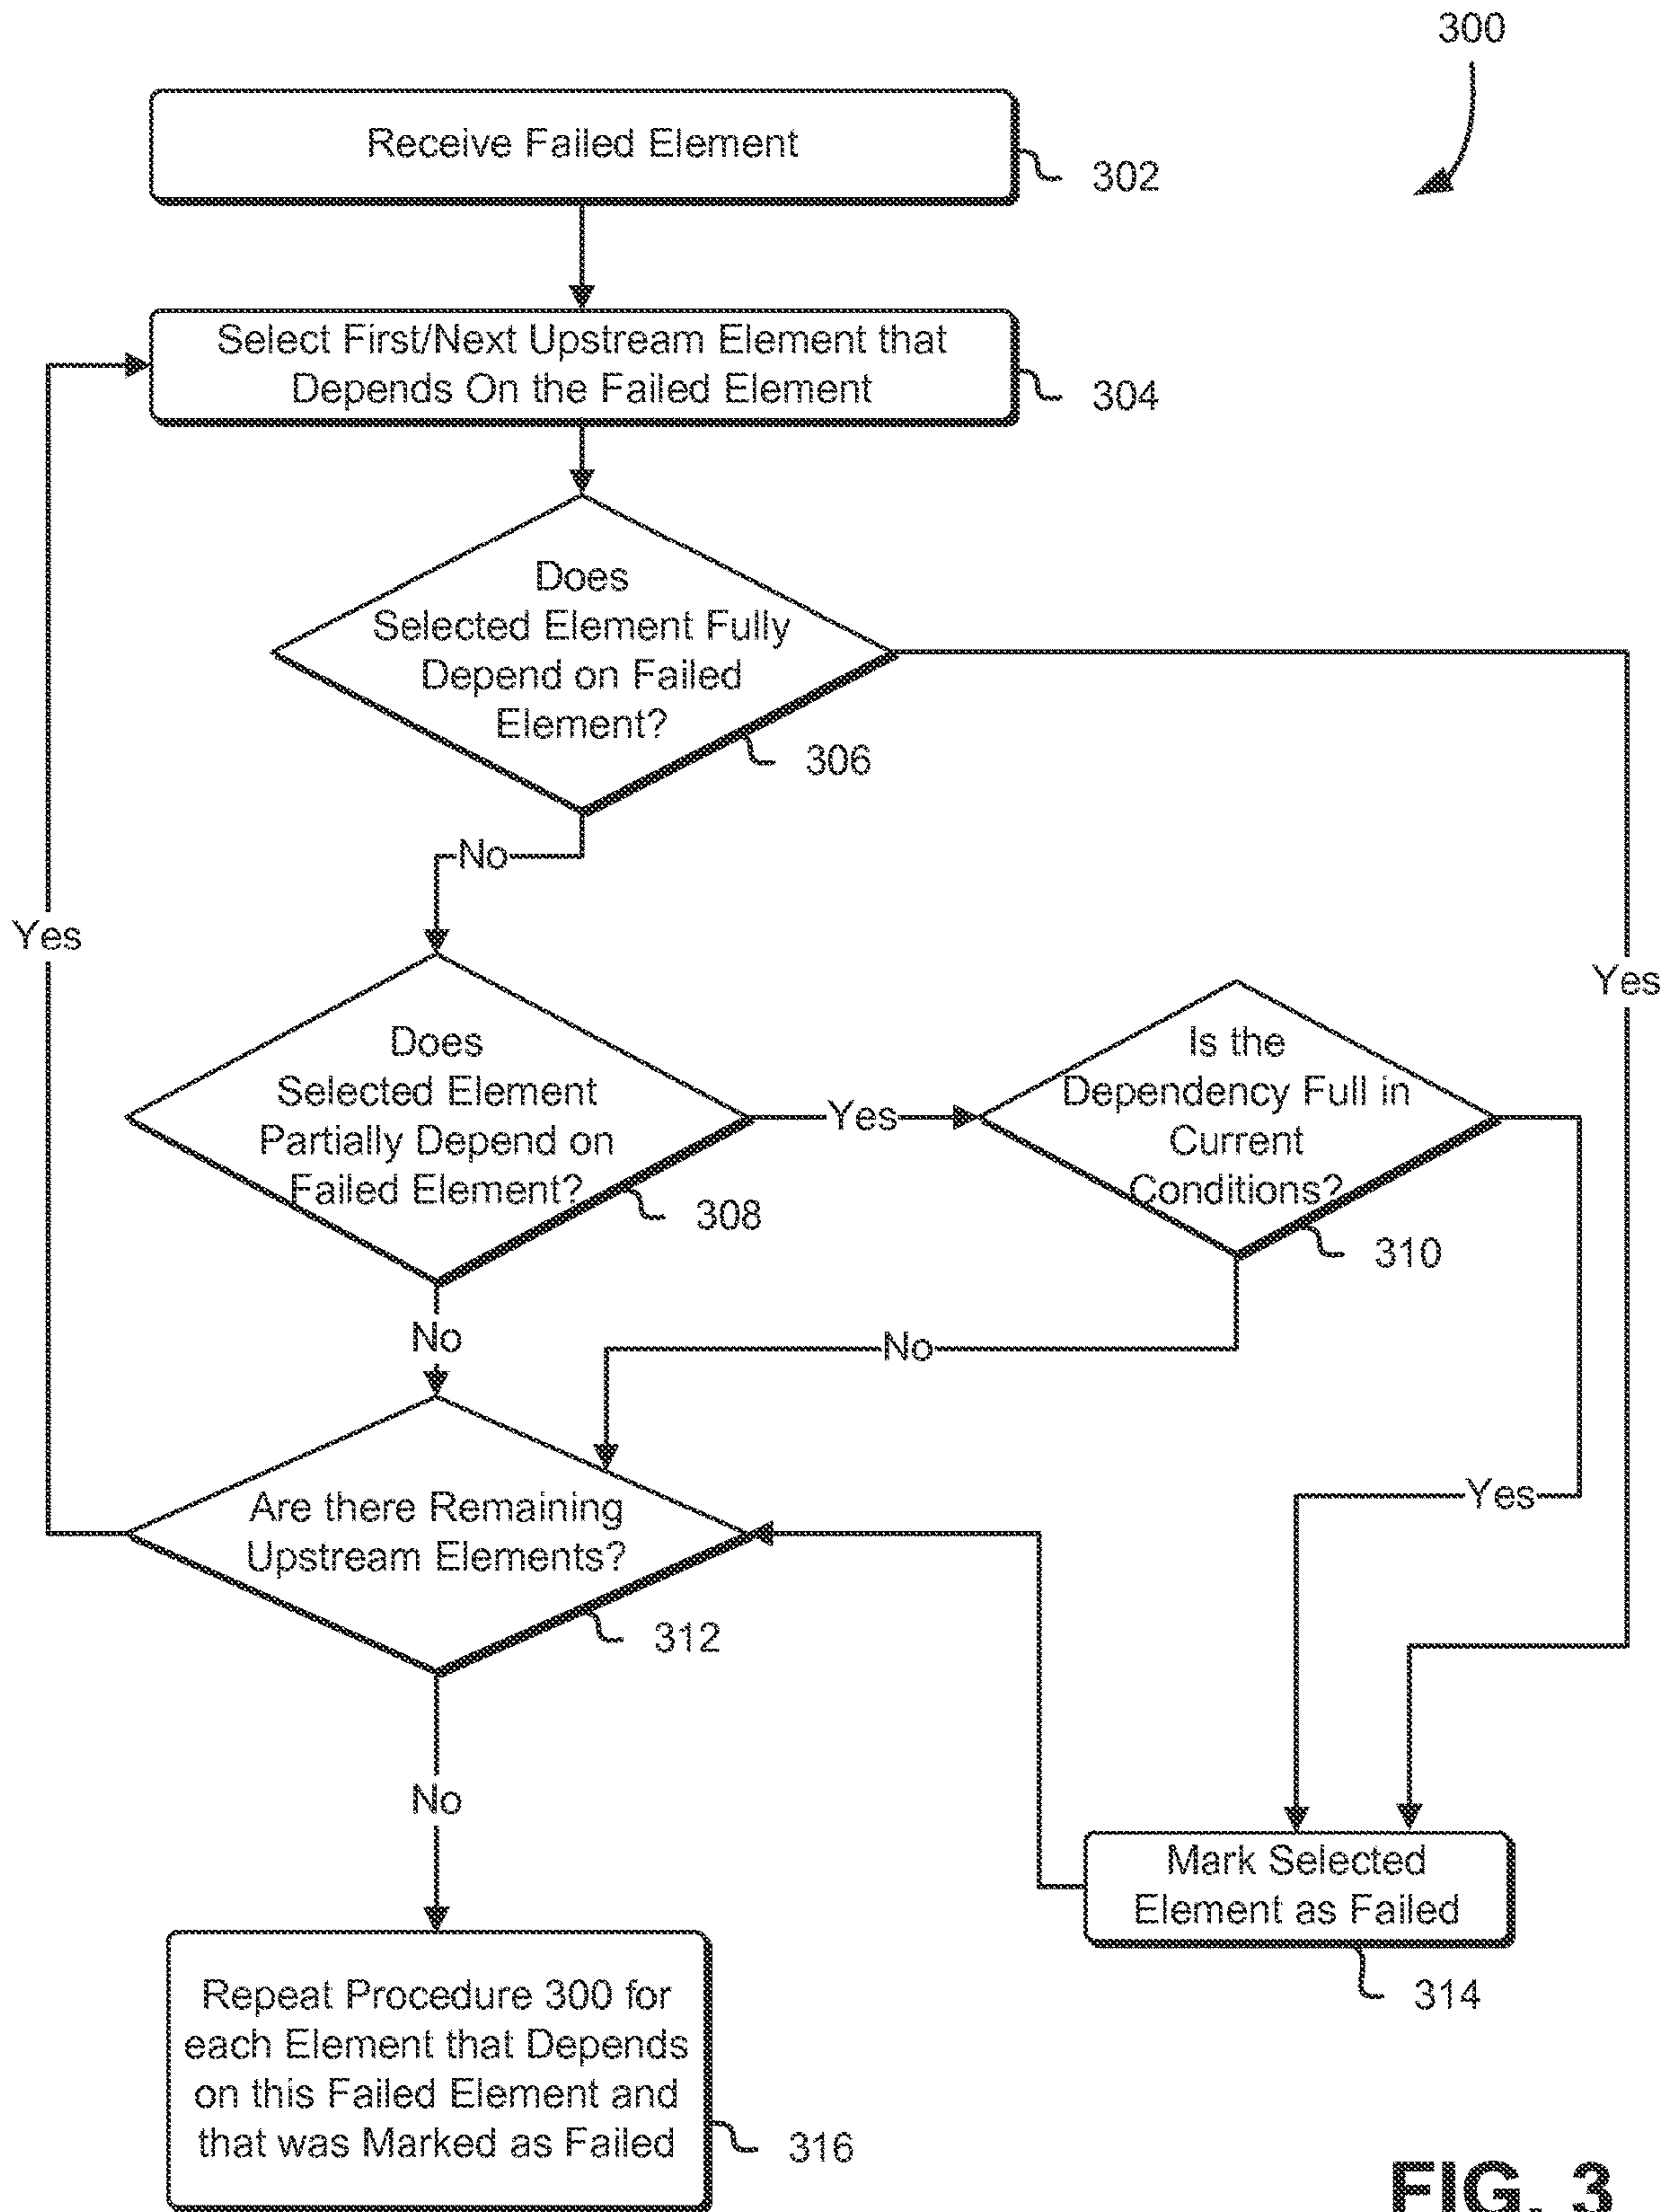 300
Receive Failed Element
302
Select First/Next Upstream Element that
Depends On the Failed Element
304
Does
Selected Element Fully
Depend on Failed
Element?
306
No
Yes
Yes
Does
Selected Element
Partially Depend on
Failed Element?
308
Yes
Is the
Dependency Full in
Current
Conditions?
310
No
No
Yes
Are there Remaining
Upstream Elements?
312
No
Mark Selected
Element as Failed
314
Repeat Procedure 300 for
each Element that Depends
on this Failed Element and
that was Marked as Failed
316
FIG. 3